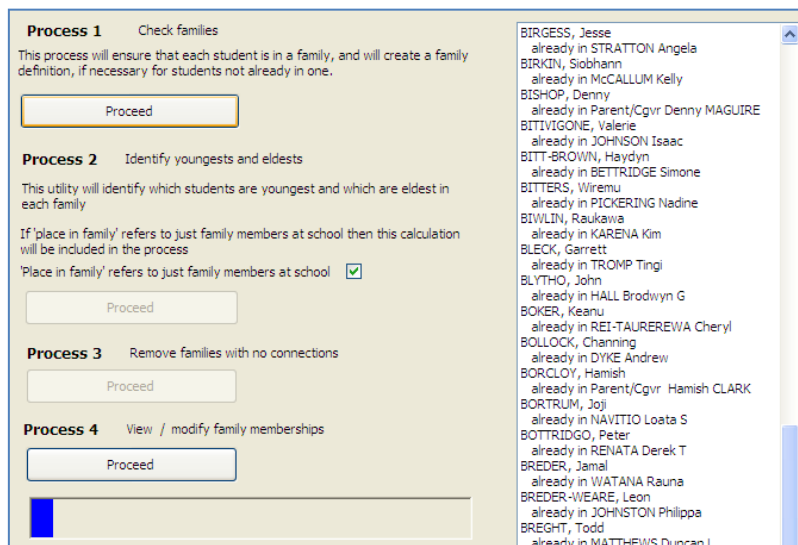 Process 1 Check families
This process will ensure that each student is in a family, and will create a family
definition, if necessary for students not already in one.
Proceed
Process 2 Identify youngests and eldests
This utility will identify which students are youngest and which are eldest in
each family
If 'place in family' refers to just family members at school then this calculation
will be included in the process
'Place in family' refers to just family members at school
Proceed
Process 3 Remove families with no connections
Proceed
Process 4 View / modify family memberships
Proceed
BIRGESS, Jesse
already in STRATTON Angela
BIRKIN, Siobhann
already in McCALLUM Kelly
BISHOP, Denny
already in Parent/Cgvr Denny MAGUIRE
BITIVIGONE, Valerie
already in JOHNSON Isaac
BITT-BROWN, Haydyn
already in BETTRIDGE Simone
BITTERS, Wiremu
already in PICKERING Nadine
BIWLIN, Raukawa
already in KARENA Kim
BLECK, Garrett
already in TROMP Tingi
BLYTHO, John
already in HALL Brodwyn G
BOKER, Keanu
already in REI-TAUREREWA Cheryl
BOLLOCK, Channing
already in DYKE Andrew
BORCLOY, Hamish
already in Parent/Cgvr Hamish CLARK
BORTRUM, Joji
already in NAVITIO Loata S
BOTTRIDGO, Peter
already in RENATA Derek T
BREDER, Jamal
already in WATANA Rauna
BREDER-WEARE, Leon
already in JOHNSTON Philippa
BREGHT, Todd
already in MATTHEWS Duncan